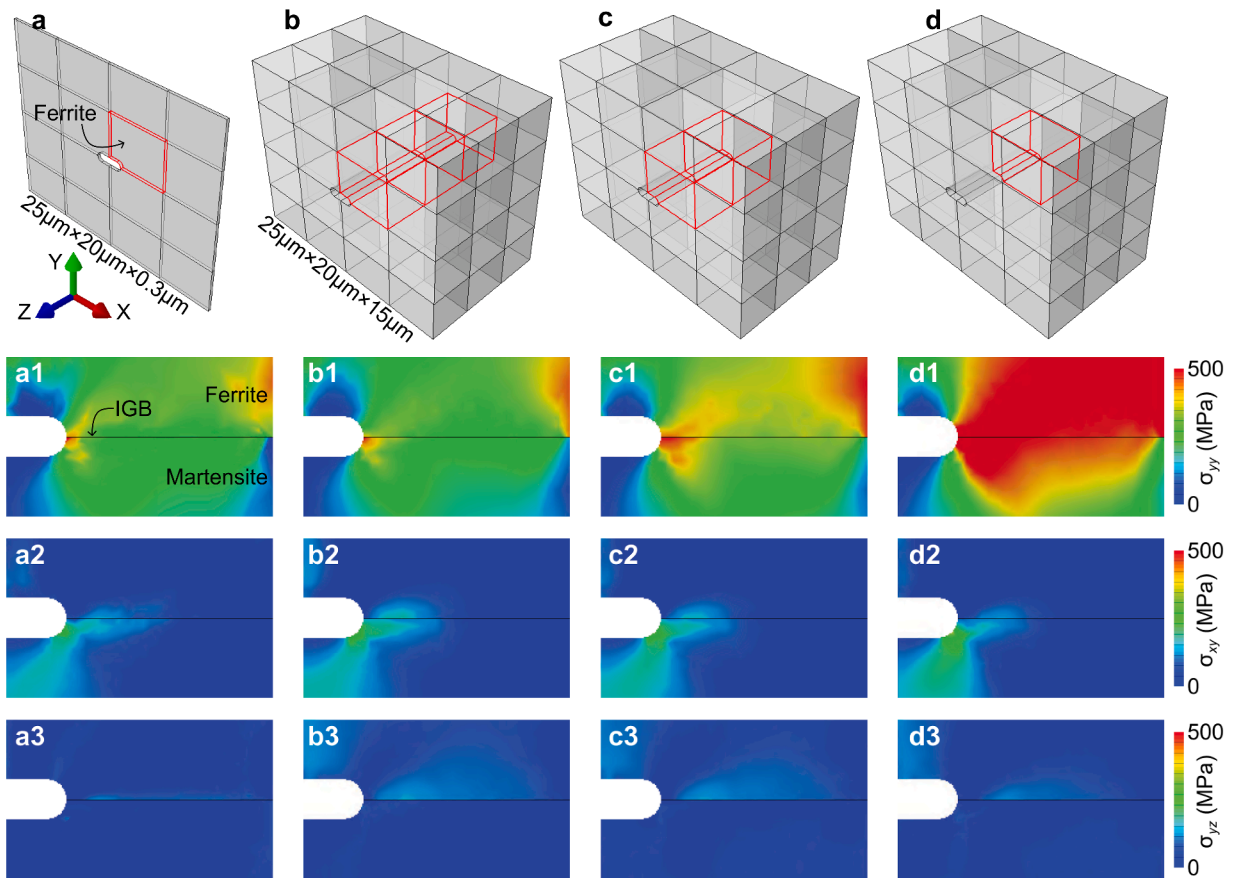 a
b
c
d
Ferrite
25μm×20μm×0.3μm
25μm×20μm×15μm
Y
Z
X
a1
b1
c1
d1
Ferrite
IGB
Martensite
500
0
σyy (MPa)
a2
b2
c2
d2
500
0
σxy (MPa)
a3
b3
c3
d3
500
0
σyz (MPa)